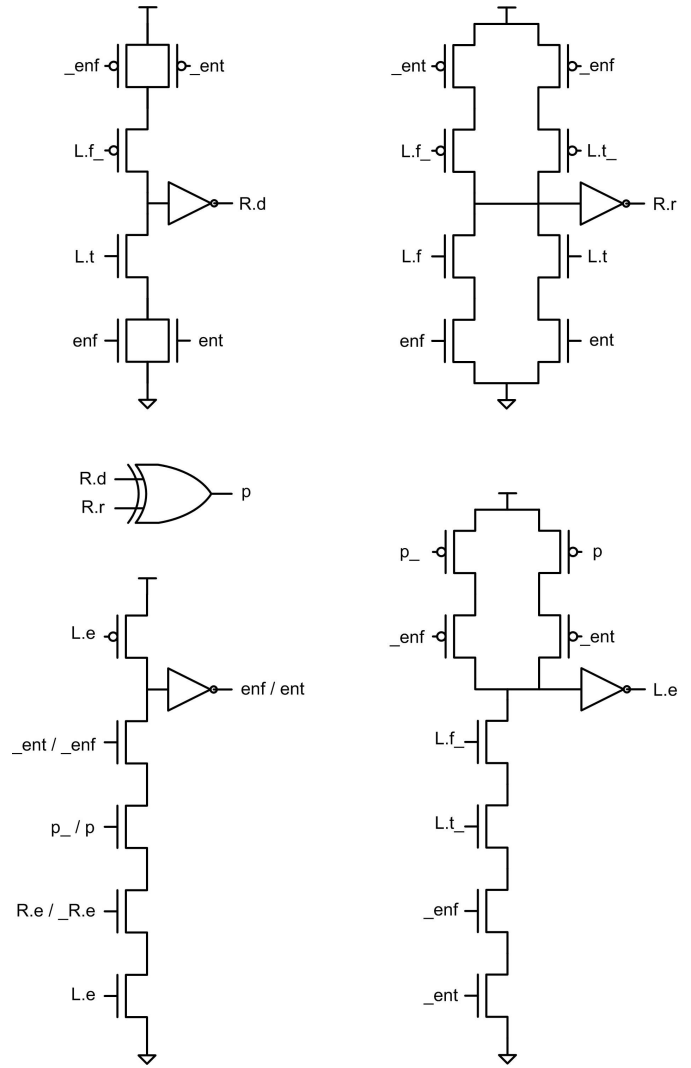 _enf
_ent
L.f_
R.d
L.t
enf
ent
_ent
_enf
L.f_
L.t_
R.r
L.f
L.t
enf
ent
R.d
R.r
p
L.e
enf / ent
_ent / _enf
p_ / p
R.e / _R.e
L.e
p_
p
_enf
_ent
L.e
L.f_
L.t_
_enf
_ent